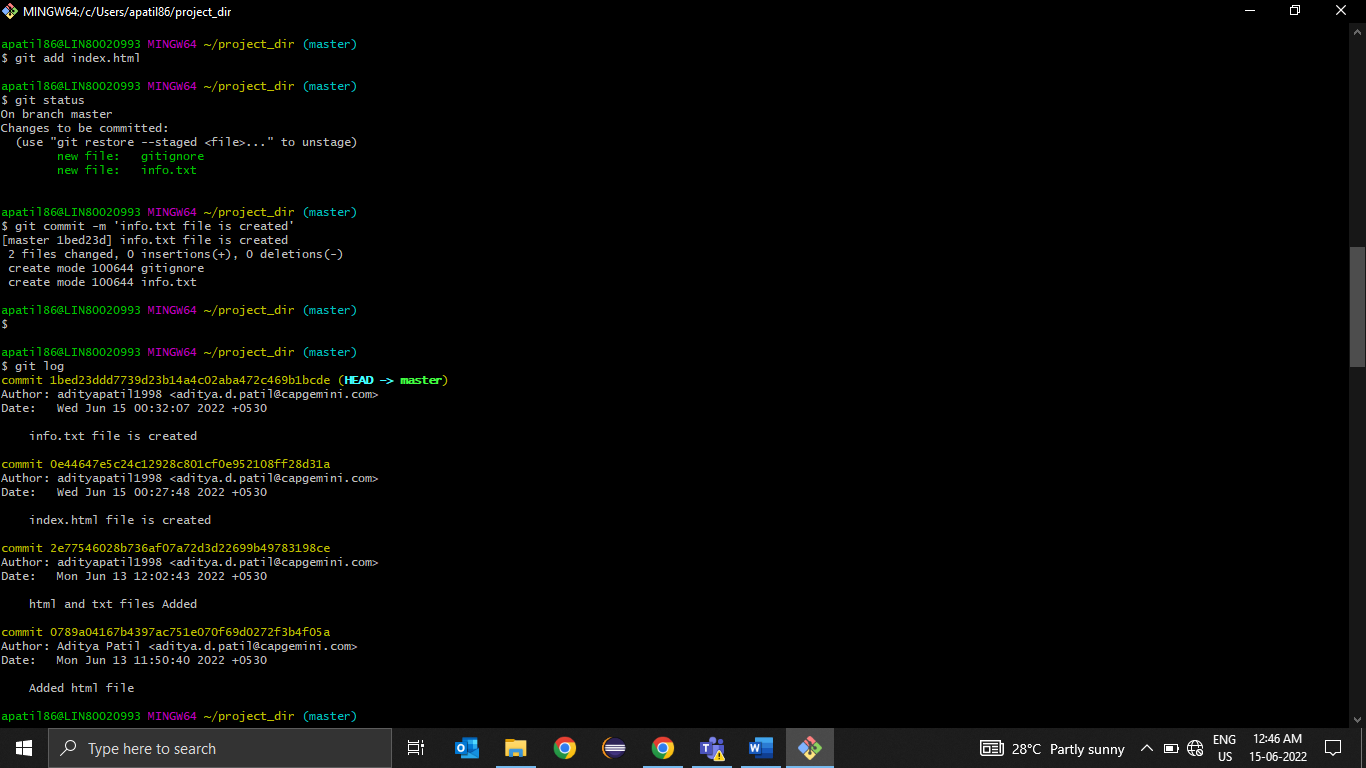 MINGW64:/c/Users/apatil86/project_dir
apatil86@LIN80020993 MINGW64 ~/project_dir (master)
$ git add index.html
apatil86@LIN80020993 MINGW64 ~/project_dir (master)
$ git status
On branch master
Changes to be committed:
  (use "git restore --staged <file>..." to unstage)
        new file:   gitignore
        new file:   info.txt
apatil86@LIN80020993 MINGW64 ~/project_dir (master)
$ git commit -m 'info.txt file is created'
[master 1bed23d] info.txt file is created
 2 files changed, 0 insertions(+), 0 deletions(-)
 create mode 100644 gitignore
 create mode 100644 info.txt
apatil86@LIN80020993 MINGW64 ~/project_dir (master)
$
apatil86@LIN80020993 MINGW64 ~/project_dir (master)
$ git log
commit 1bed23ddd7739d23b14a4c02aba472c469b1bcde (HEAD -> master)
Author: adityapatil1998 <aditya.d.patil@capgemini.com>
Date:   Wed Jun 15 00:32:07 2022 +0530
    info.txt file is created
commit 0e44647e5c24c12928c801cf0e952108ff28d31a
Author: adityapatil1998 <aditya.d.patil@capgemini.com>
Date:   Wed Jun 15 00:27:48 2022 +0530
    index.html file is created
commit 2e77546028b736af07a72d3d22699b49783198ce
Author: adityapatil1998 <aditya.d.patil@capgemini.com>
Date:   Mon Jun 13 12:02:43 2022 +0530
    html and txt files Added
commit 0789a04167b4397ac751e070f69d0272f3b4f05a
Author: Aditya Patil <aditya.d.patil@capgemini.com>
Date:   Mon Jun 13 11:50:40 2022 +0530
    Added html file
apatil86@LIN80020993 MINGW64 ~/project_dir (master)
Type here to search
28°C Partly sunny
ENG
US
12:46 AM
15-06-2022